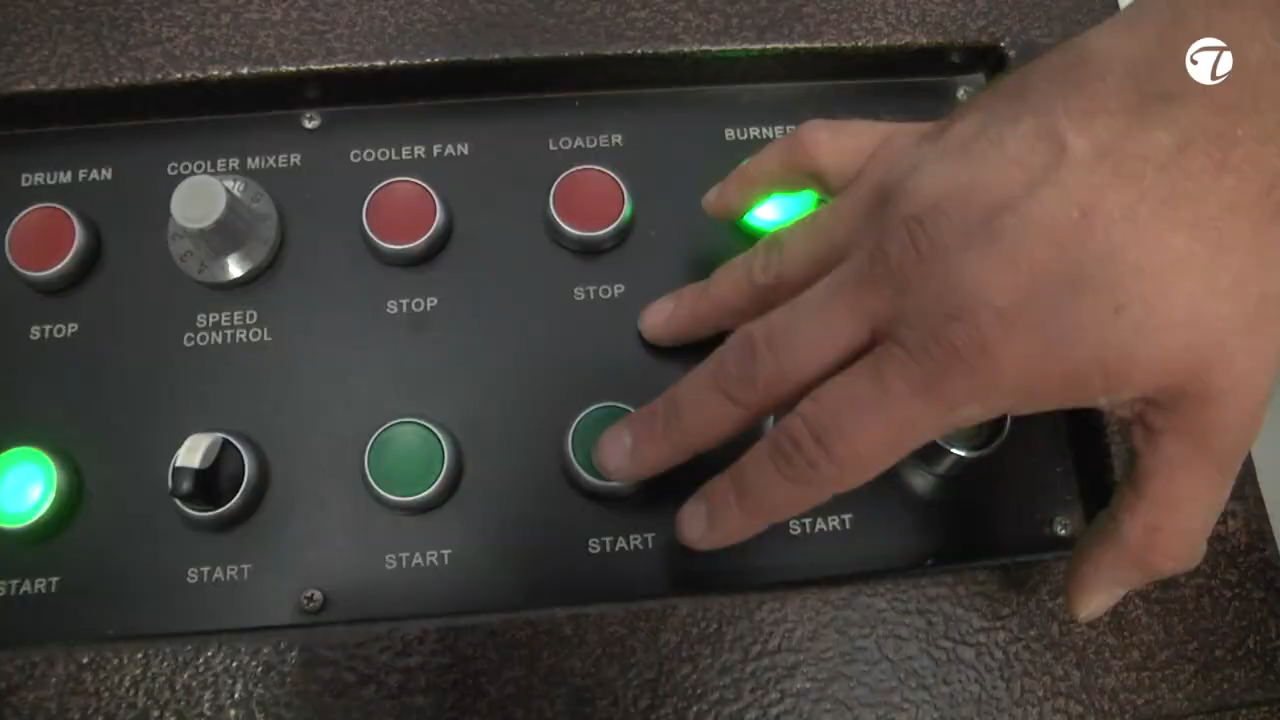 DRUM FAN
COOLER MIXER
COOLER FAN
LOADER
BURNER
STOP
SPEED
CONTROL
STOP
STOP
START
START
START
START
START